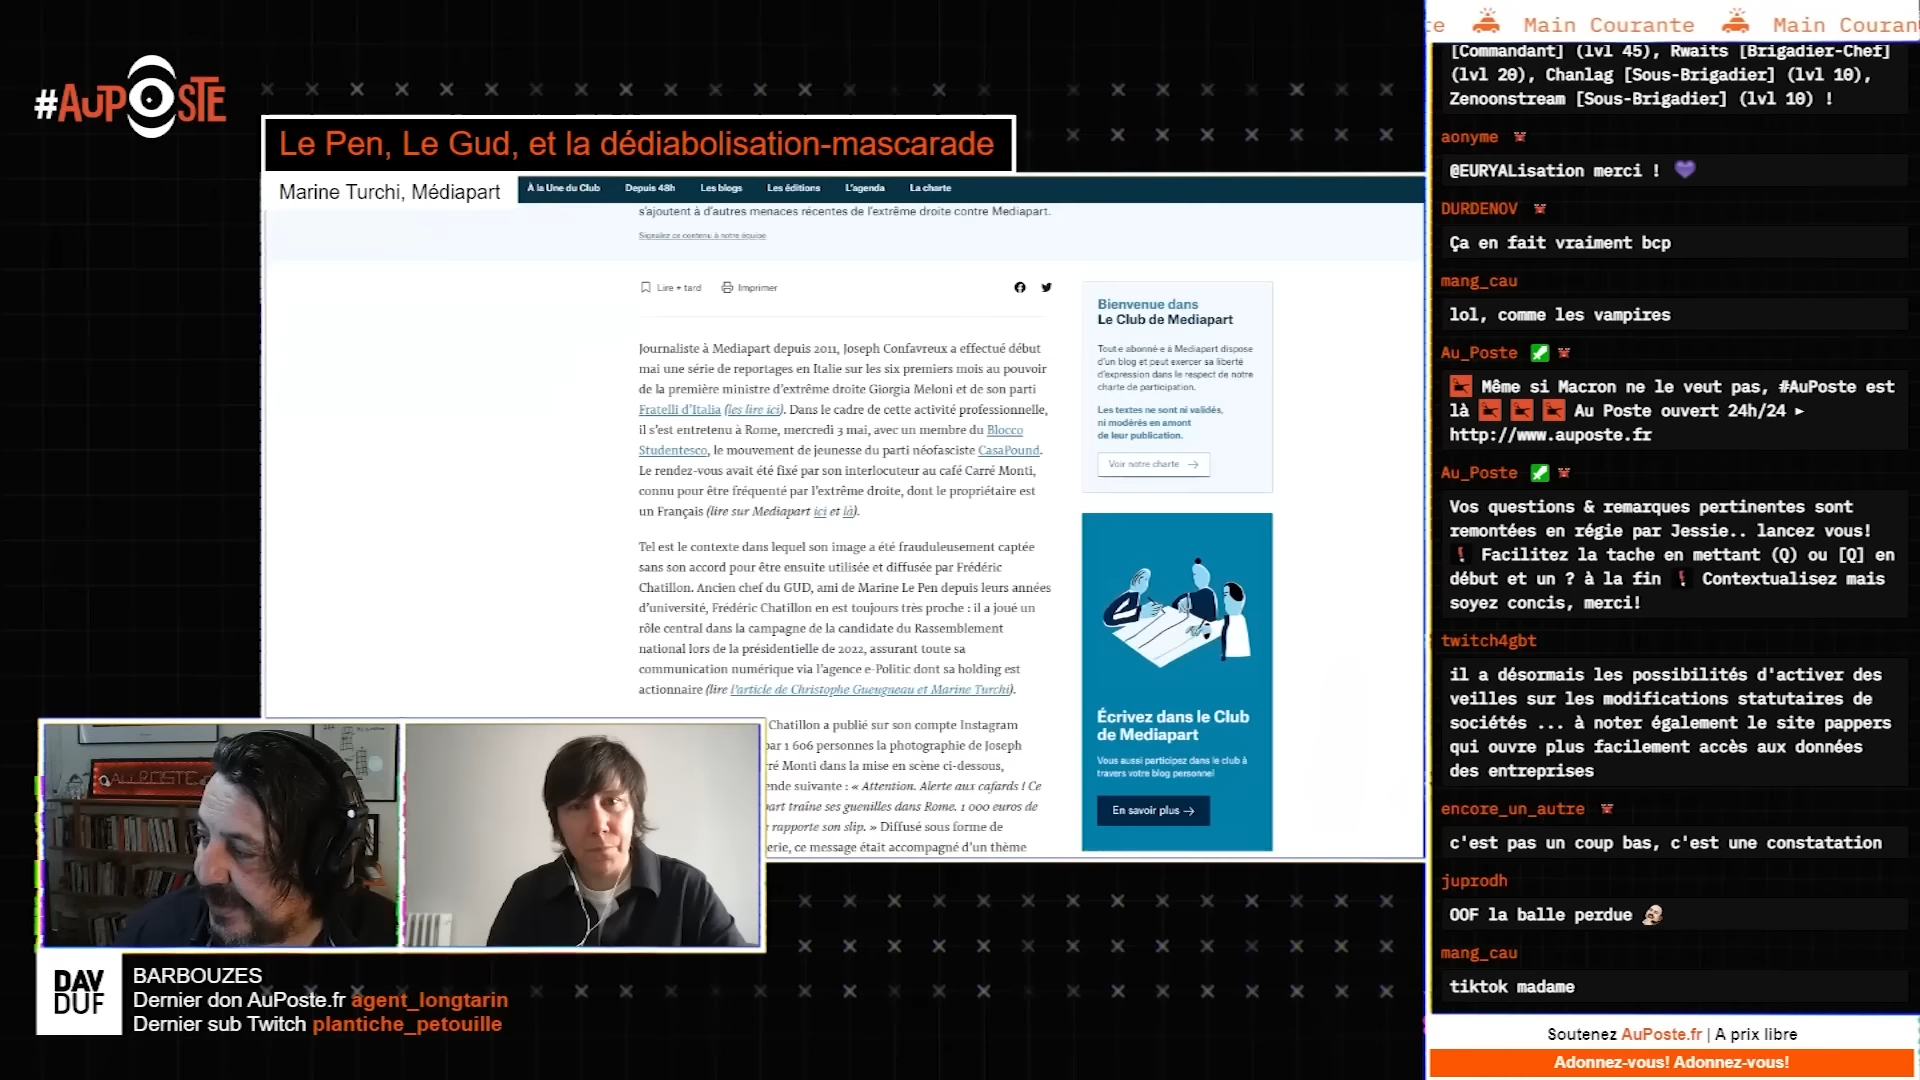 #AuPOSTE
Le Pen, Le Gud, et la dédiabolisation-mascarade
Marine Turchi, Médiapart
À la Une du Club Depuis 48h Les blogs Les éditions L'agenda La charte
s'ajoutent à d'autres menaces récentes de l'extrême droite contre Mediapart.
Signalez ce contenu à notre équipe
Lire + tard Imprimer
Journaliste à Mediapart depuis 2011, Joseph Confavreux a effectué début
mai une série de reportages en Italie sur les six premiers mois au pouvoir
de la première ministre d'extrême droite Giorgia Meloni et de son parti
Fratelli d'Italia (les lire ici). Dans le cadre de cette activité professionnelle,
il s'est entretenu à Rome, mercredi 3 mai, avec un membre du Blocco
Studentesco, le mouvement de jeunesse du parti néofasciste CasaPound.
Le rendez-vous avait été fixé par son interlocuteur au café Carré Monti,
connu pour être fréquenté par l'extrême droite, dont le propriétaire est
un Français (lire sur Mediapart ici et là).
Tel est le contexte dans lequel son image a été frauduleusement captée
sans son accord pour être ensuite utilisée et diffusée par Frédéric
Chatillon. Ancien chef du GUD, ami de Marine Le Pen depuis leurs années
d'université, Frédéric Chatillon en est toujours très proche : il a joué un
rôle central dans la campagne de la candidate du Rassemblement
national lors de la présidentielle de 2022, assurant toute sa
communication numérique via l'agence e-Politic dont sa holding est
actionnaire (lire l'article de Christophe Gueugneau et Marine Turchi).
Chatillon a publié sur son compte Instagram
par 1 606 personnes la photographie de Joseph
ré Monti dans la mise en scène ci-dessous,
ende suivante : « Attention. Alerte aux cafards ! Ce
part traîne ses guenilles dans Rome. 1 000 euros de
rapporte son slip. » Diffusé sous forme de
erie, ce message était accompagné d'un thème
Bienvenue dans
Le Club de Mediapart
Tout·e abonné·e à Mediapart dispose
d'un blog et peut exercer sa liberté
d'expression dans le respect de notre
charte de participation.
Les textes ne sont ni validés,
ni modérés en amont
de leur publication.
Voir notre charte →
Écrivez dans le Club
de Mediapart
Vous aussi participez dans le club à
travers votre blog personnel
En savoir plus →
AU POSTE
DAV
DUF
BARBOUZES
Dernier don AuPoste.fr agent_longtarin
Dernier sub Twitch plantiche_petouille
te Main Courante Main Couran
[Commandant] (lvl 45), Rwaits [Brigadier-Chef]
(lvl 20), Chanlag [Sous-Brigadier] (lvl 10),
Zenoonstream [Sous-Brigadier] (lvl 10) !
aonyme
@EURYALisation merci !
DURDENOV
Ça en fait vraiment bcp
mang_cau
lol, comme les vampires
Au_Poste
Même si Macron ne le veut pas, #AuPoste est
là Au Poste ouvert 24h/24 ►
http://www.auposte.fr
Au_Poste
Vos questions & remarques pertinentes sont
remontées en régie par Jessie.. lancez vous!
Facilitez la tache en mettant (Q) ou [Q] en
début et un ? à la fin ! Contextualisez mais
soyez concis, merci!
twitch4gbt
il a désormais les possibilités d'activer des
veilles sur les modifications statutaires de
sociétés ... à noter également le site pappers
qui ouvre plus facilement accès aux données
des entreprises
encore_un_autre
c'est pas un coup bas, c'est une constatation
juprodh
OOF la balle perdue
mang_cau
tiktok madame
Soutenez AuPoste.fr | A prix libre
Adonnez-vous! Adonnez-vous!